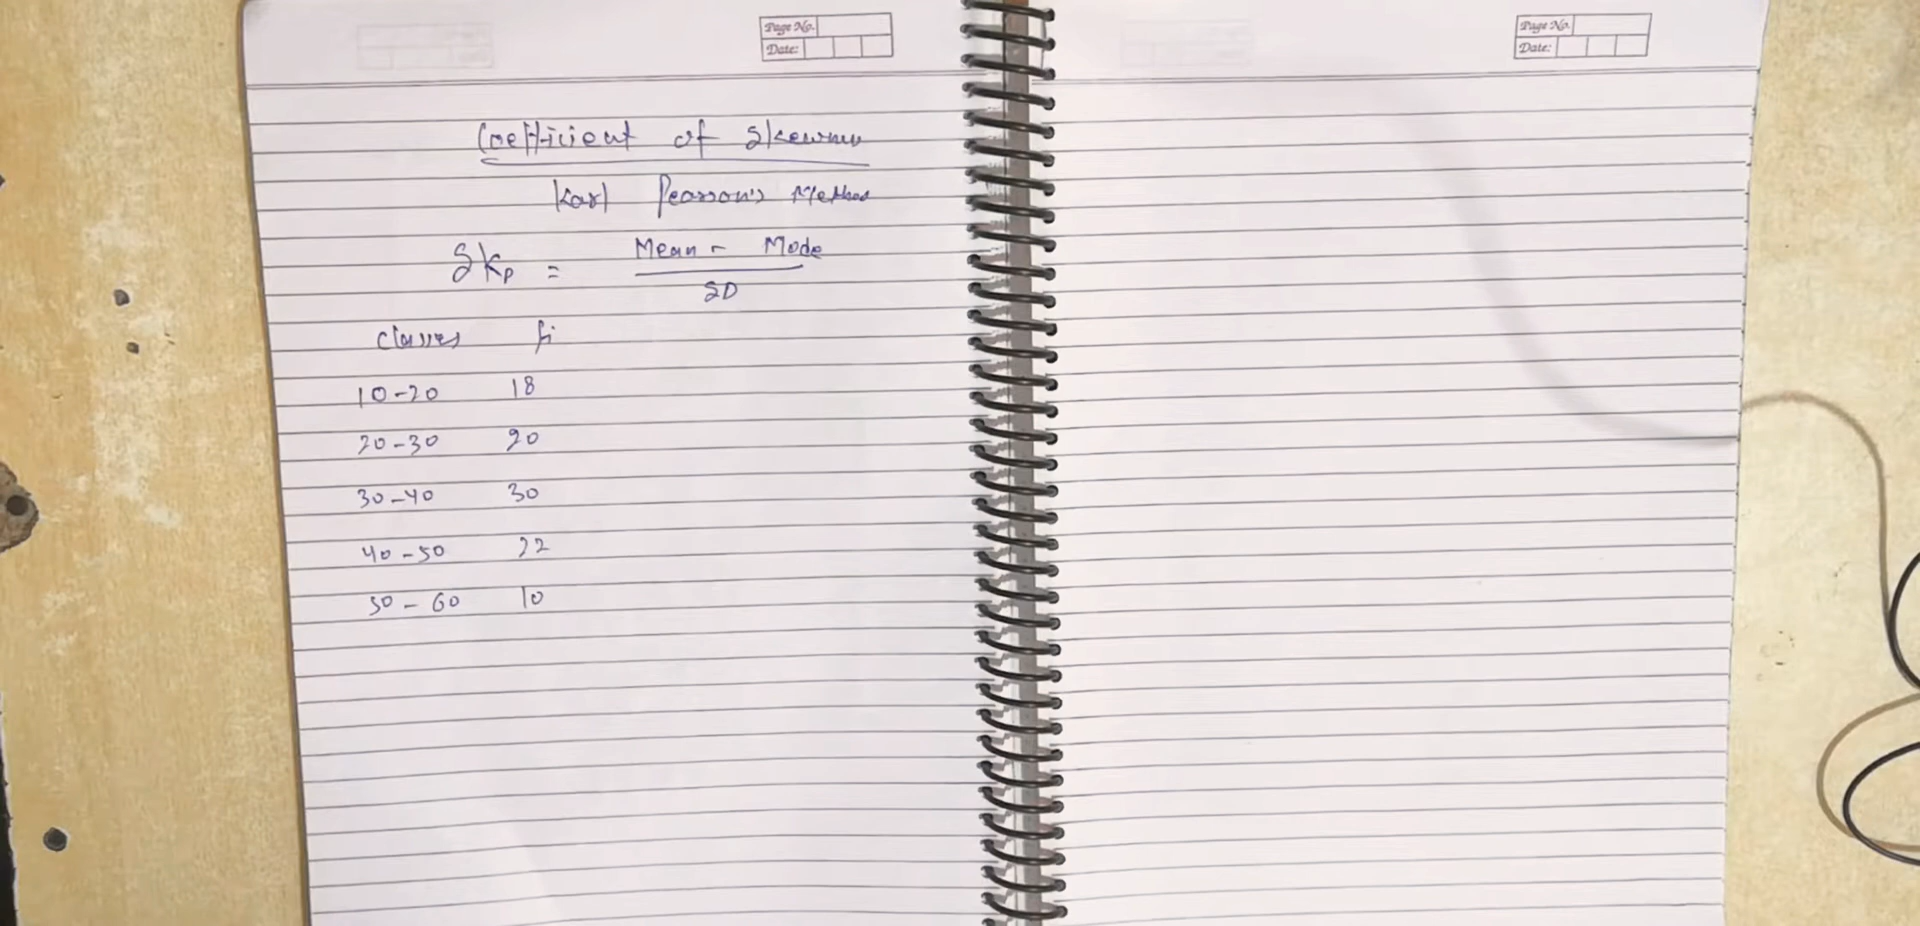 Page No.
Date:
Page No.
Date:
Coefficient of Skewness
Karl Pearson's Method
SKp = Mean - Mode
SD
classes fi
10-20 18
20-30 20
30-40 30
40-50 22
50-60 10